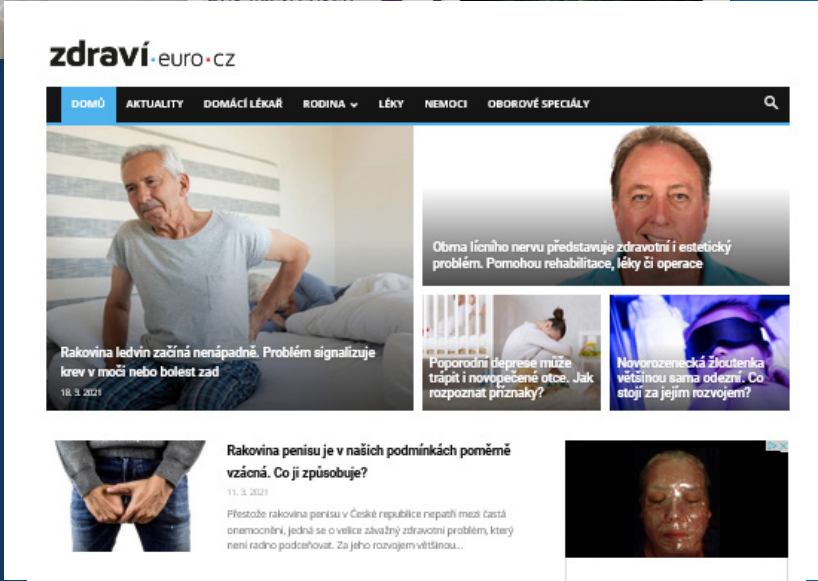 zdraví·euro·cz
DOMŮ AKTUALITY DOMÁCÍ LÉKAŘ RODINA LÉKY NEMOCI OBOROVÉ SPECIÁLY
Rakovina ledvin začíná nenápadně. Problém signalizuje
krev v moči nebo bolest zad
18. 3. 2021
Obrna lícního nervu představuje zdravotní i estetický
problém. Pomohou rehabilitace, léky či operace
Poporodní deprese může
trápit i novopečené otce. Jak
rozpoznat příznaky?
Novorozenecká žloutenka
většinou sama odezní. Co
stojí za jejím rozvojem?
Rakovina penisu je v našich podmínkách poměrně
vzácná. Co ji způsobuje?
11. 3. 2021
Přestože rakovina penisu v České republice nepatří mezi častá
onemocnění, jedná se o velice závažný zdravotní problém, který
není radno podceňovat. Za jeho rozvojem většinou...